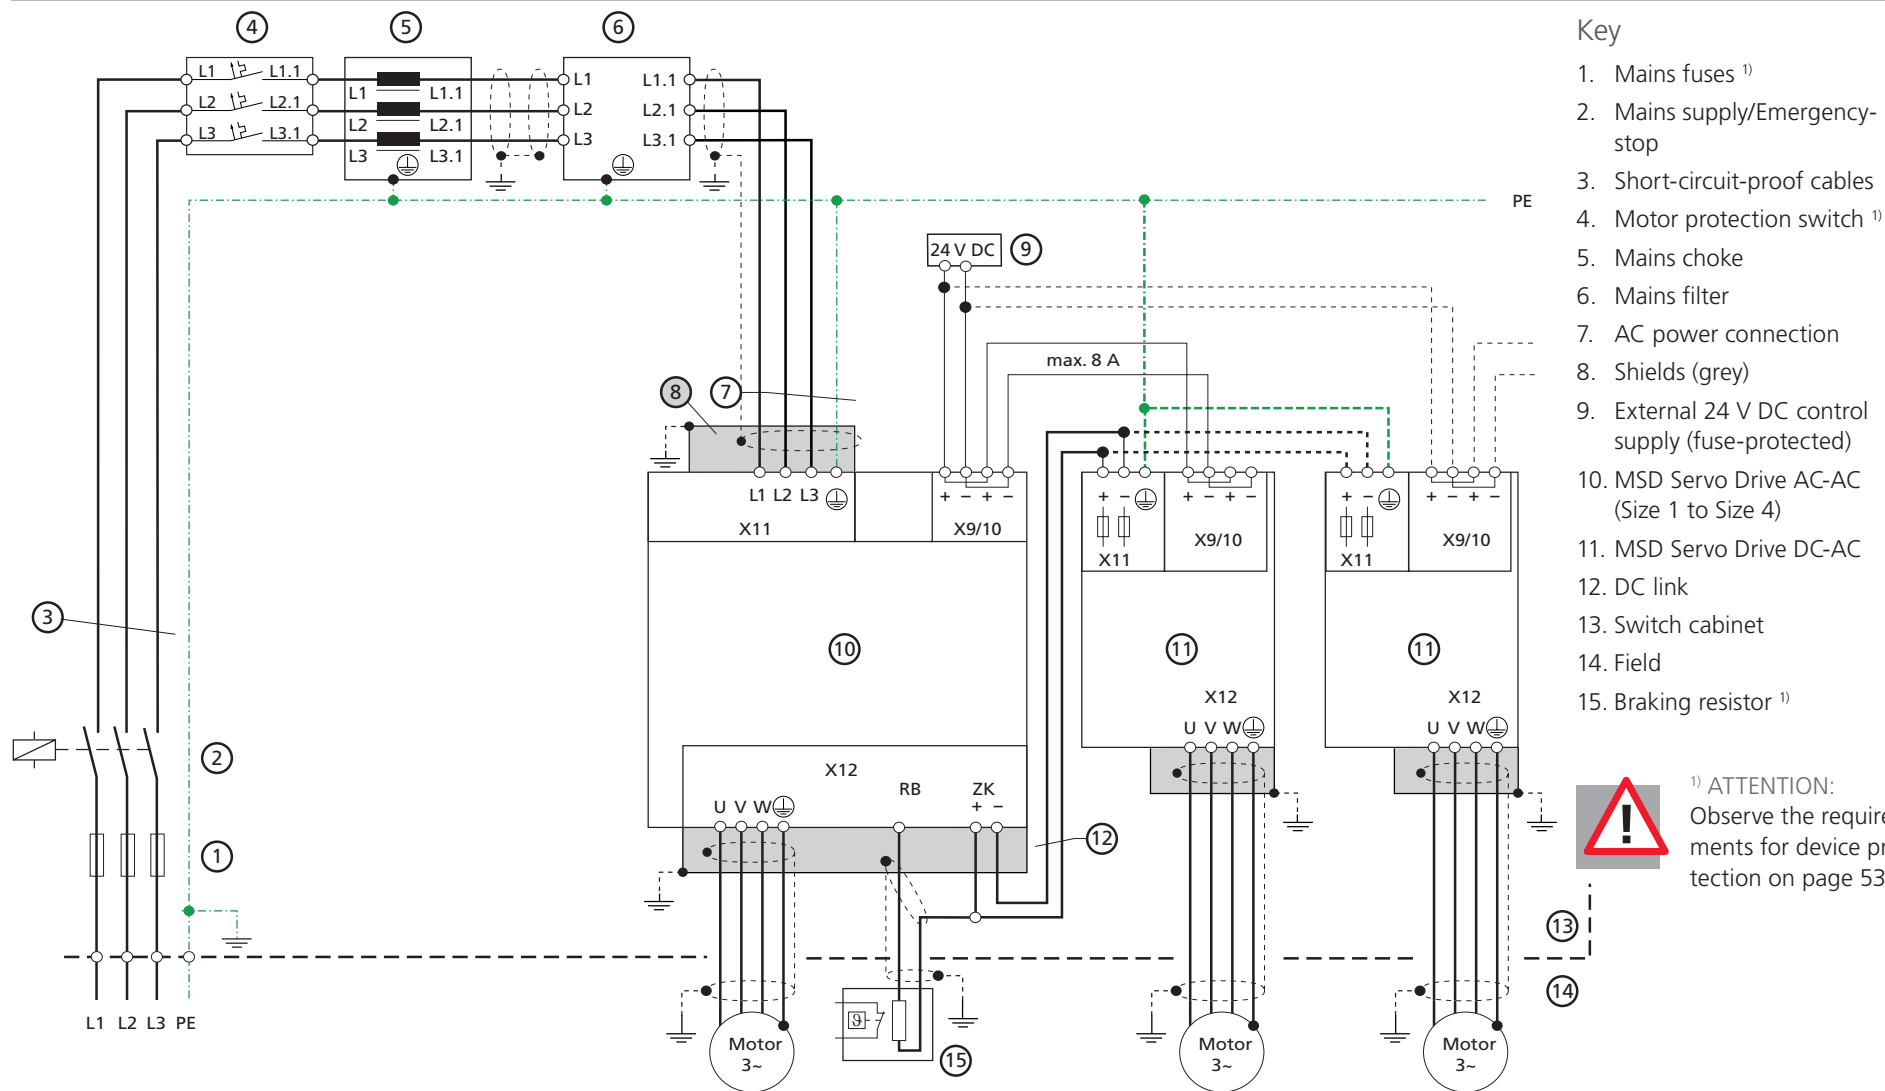 4 5 6
L1 L1.1 L1 L1.1 L1 L1.1
L2 L2.1 L2 L2.1 L2 L2.1
L3 L3.1 L3 L3.1 L3 L3.1
PE
24 V DC 9
max. 8 A
8 7
L1 L2 L3
X11
+ − + −
X9/10
+ −
X11
+ − + −
X9/10
+ −
X11
+ − + −
X9/10
3
10
11
11
X12
U V W
X12
U V W
2
X12
RB
ZK
+ −
U V W
12
1
13
14
ϑ
15
L1 L2 L3 PE
Motor
3~
Motor
3~
Motor
3~
Key
1. Mains fuses 1)
2. Mains supply/Emergency-
stop
3. Short-circuit-proof cables
4. Motor protection switch 1)
5. Mains choke
6. Mains filter
7. AC power connection
8. Shields (grey)
9. External 24 V DC control
supply (fuse-protected)
10. MSD Servo Drive AC-AC
(Size 1 to Size 4)
11. MSD Servo Drive DC-AC
12. DC link
13. Switch cabinet
14. Field
15. Braking resistor 1)
!
1) ATTENTION:
Observe the require
ments for device pr
tection on page 53